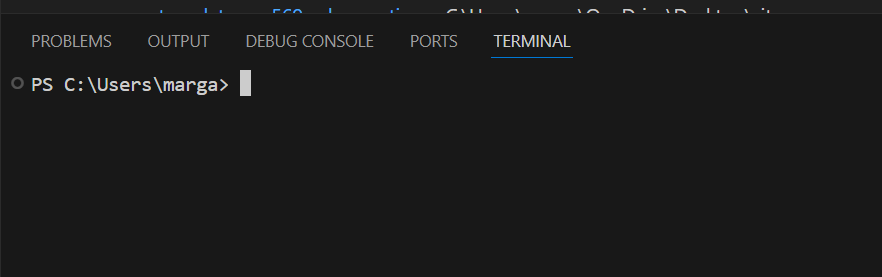 PROBLEMS OUTPUT DEBUG CONSOLE PORTS TERMINAL
PS C:\Users\marga>